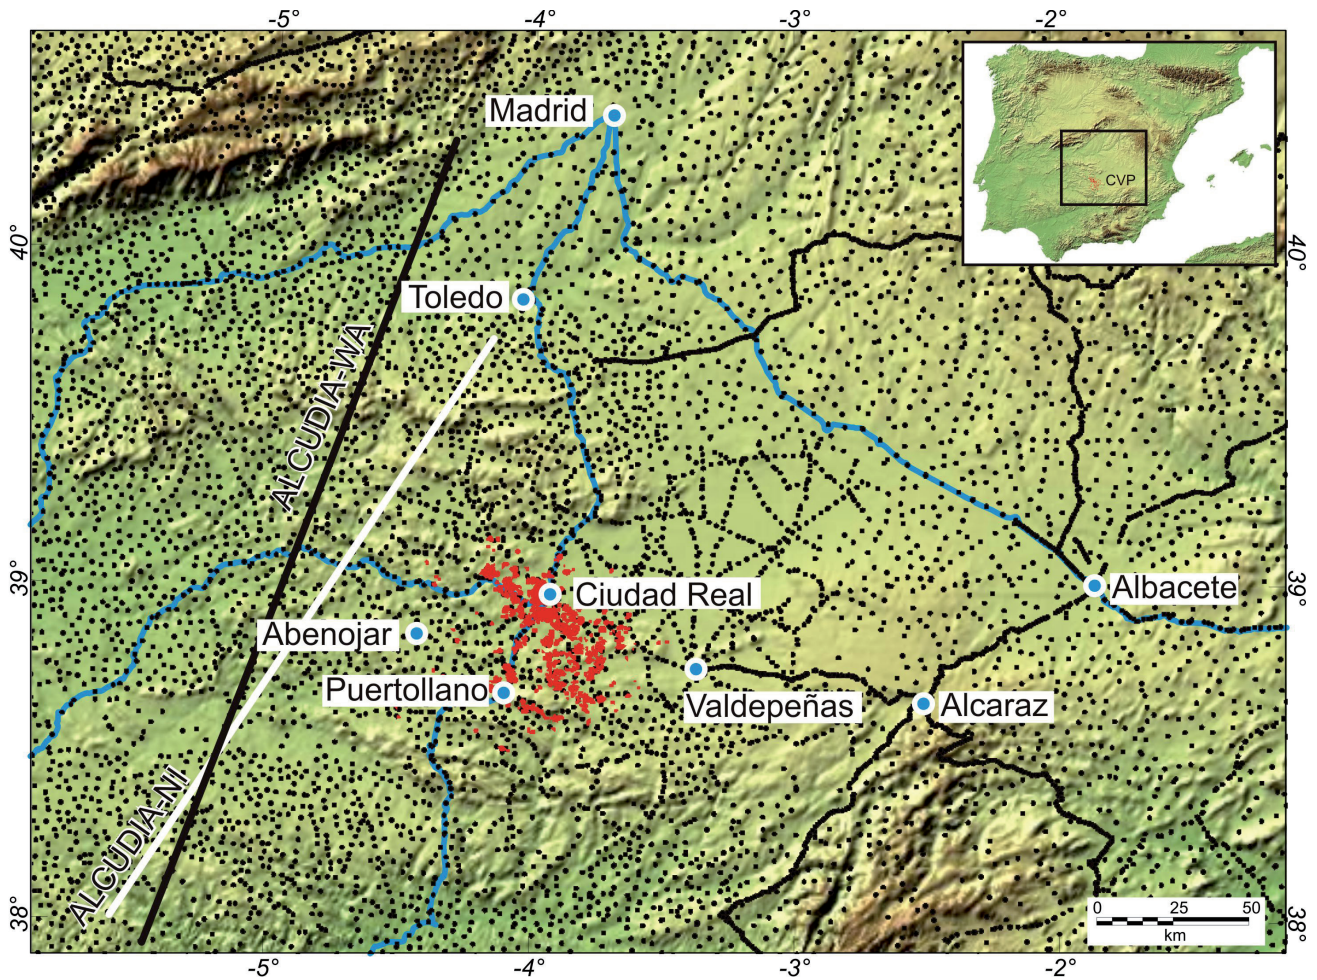 -5° -4° -3° -2°
Madrid
CVP
40° 40°
Toledo
ALCUDIA-WA
39° 39°
Ciudad Real
Albacete
Abenojar
Puertollano
Valdepeñas
Alcaraz
ALCUDIA-NI
38° 38°
0 25 50
km
-5° -4° -3° -2°